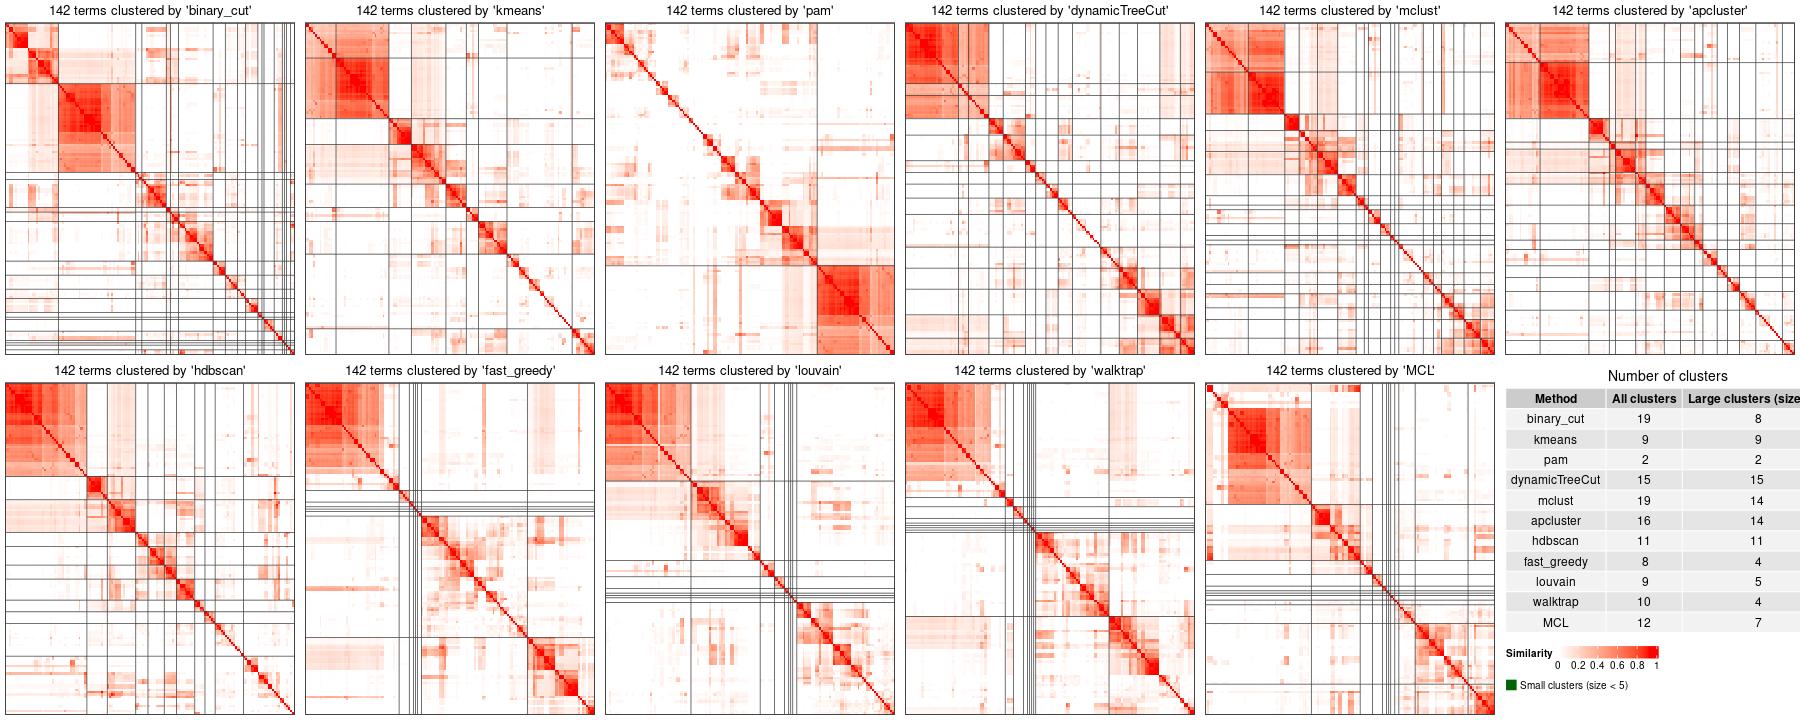 142 terms clustered by 'binary_cut'
142 terms clustered by 'kmeans'
142 terms clustered by 'pam'
142 terms clustered by 'dynamicTreeCut'
142 terms clustered by 'mclust'
142 terms clustered by 'apcluster'
142 terms clustered by 'hdbscan'
142 terms clustered by 'fast_greedy'
142 terms clustered by 'louvain'
142 terms clustered by 'walktrap'
142 terms clustered by 'MCL'
Number of clusters
Method All clusters Large clusters (size
binary_cut 19 8
kmeans 9 9
pam 2 2
dynamicTreeCut 15 15
mclust 19 14
apcluster 16 14
hdbscan 11 11
fast_greedy 8 4
louvain 9 5
walktrap 10 4
MCL 12 7
Similarity
0 0.2 0.4 0.6 0.8 1
Small clusters (size < 5)